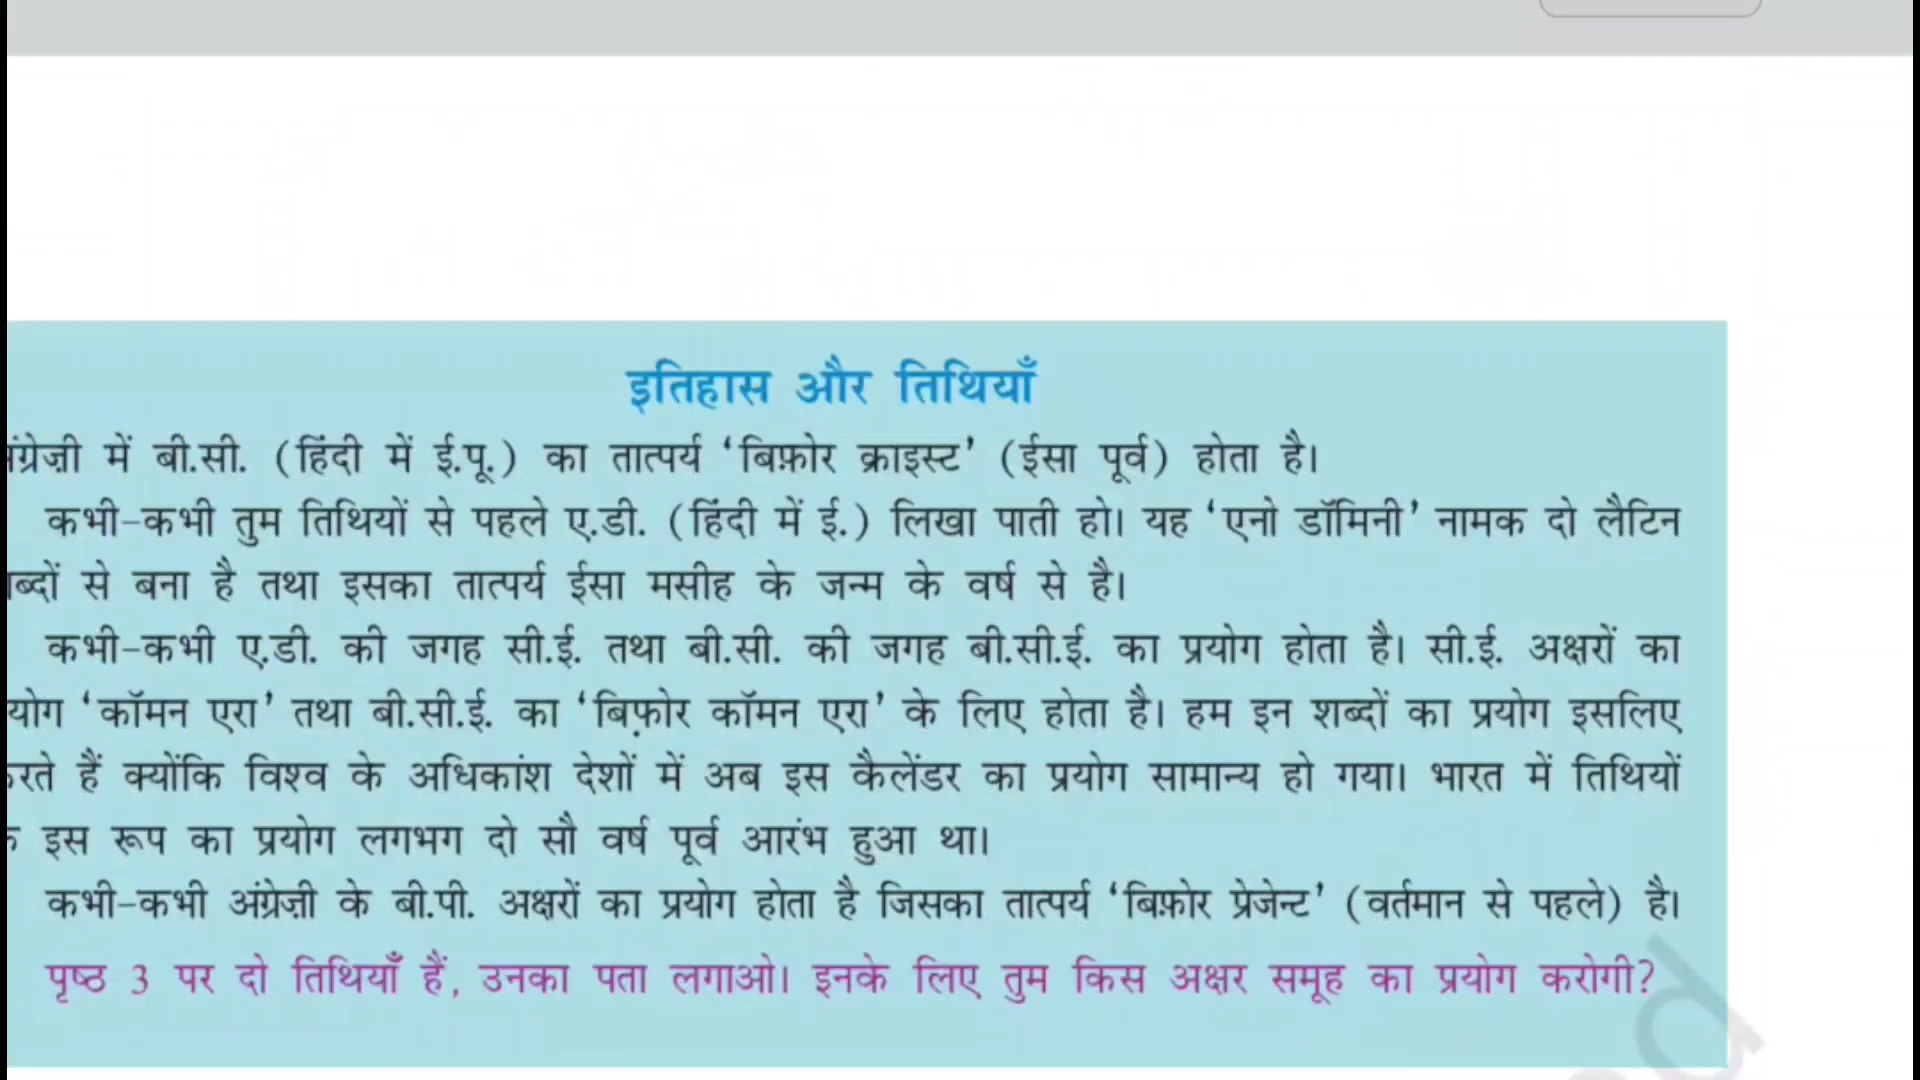 इतिहास और तिथियाँ
में बी.सी. (हिंदी में ई.पू.) का तात्पर्य ‘बिफ़ोर क्राइस्ट’ (ईसा पूर्व) होता है।
कभी-कभी तुम तिथियों से पहले ए.डी. (हिंदी में ई.) लिखा पाती हो। यह ‘एनो डॉमिनी’ नामक दो लैटिन
से बना है तथा इसका तात्पर्य ईसा मसीह के जन्म के वर्ष से है।
कभी-कभी ए.डी. की जगह सी.ई. तथा बी.सी. की जगह बी.सी.ई. का प्रयोग होता है। सी.ई. अक्षरों का
‘कॉमन एरा’ तथा बी.सी.ई. का ‘बिफ़ोर कॉमन एरा’ के लिए होता है। हम इन शब्दों का प्रयोग इसलिए
हैं क्योंकि विश्व के अधिकांश देशों में अब इस कैलेंडर का प्रयोग सामान्य हो गया। भारत में तिथियों
इस रूप का प्रयोग लगभग दो सौ वर्ष पूर्व आरंभ हुआ था।
कभी-कभी अंग्रेज़ी के बी.पी. अक्षरों का प्रयोग होता है जिसका तात्पर्य ‘बिफ़ोर प्रेजेन्ट’ (वर्तमान से पहले) है।
पृष्ठ 3 पर दो तिथियाँ हैं, उनका पता लगाओ। इनके लिए तुम किस अक्षर समूह का प्रयोग करोगी?